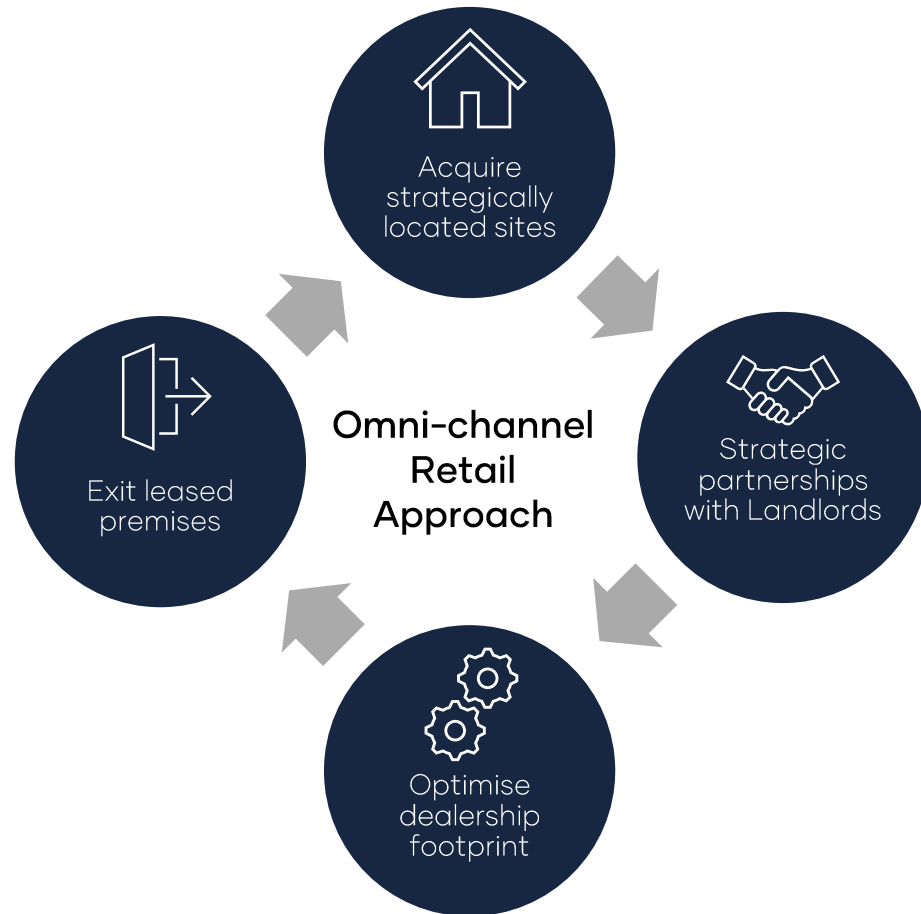 Acquire
strategically
located sites
Strategic
partnerships
with Landlords
Optimise
dealership
footprint
Exit leased
premises
Omni-channel
Retail
Approach